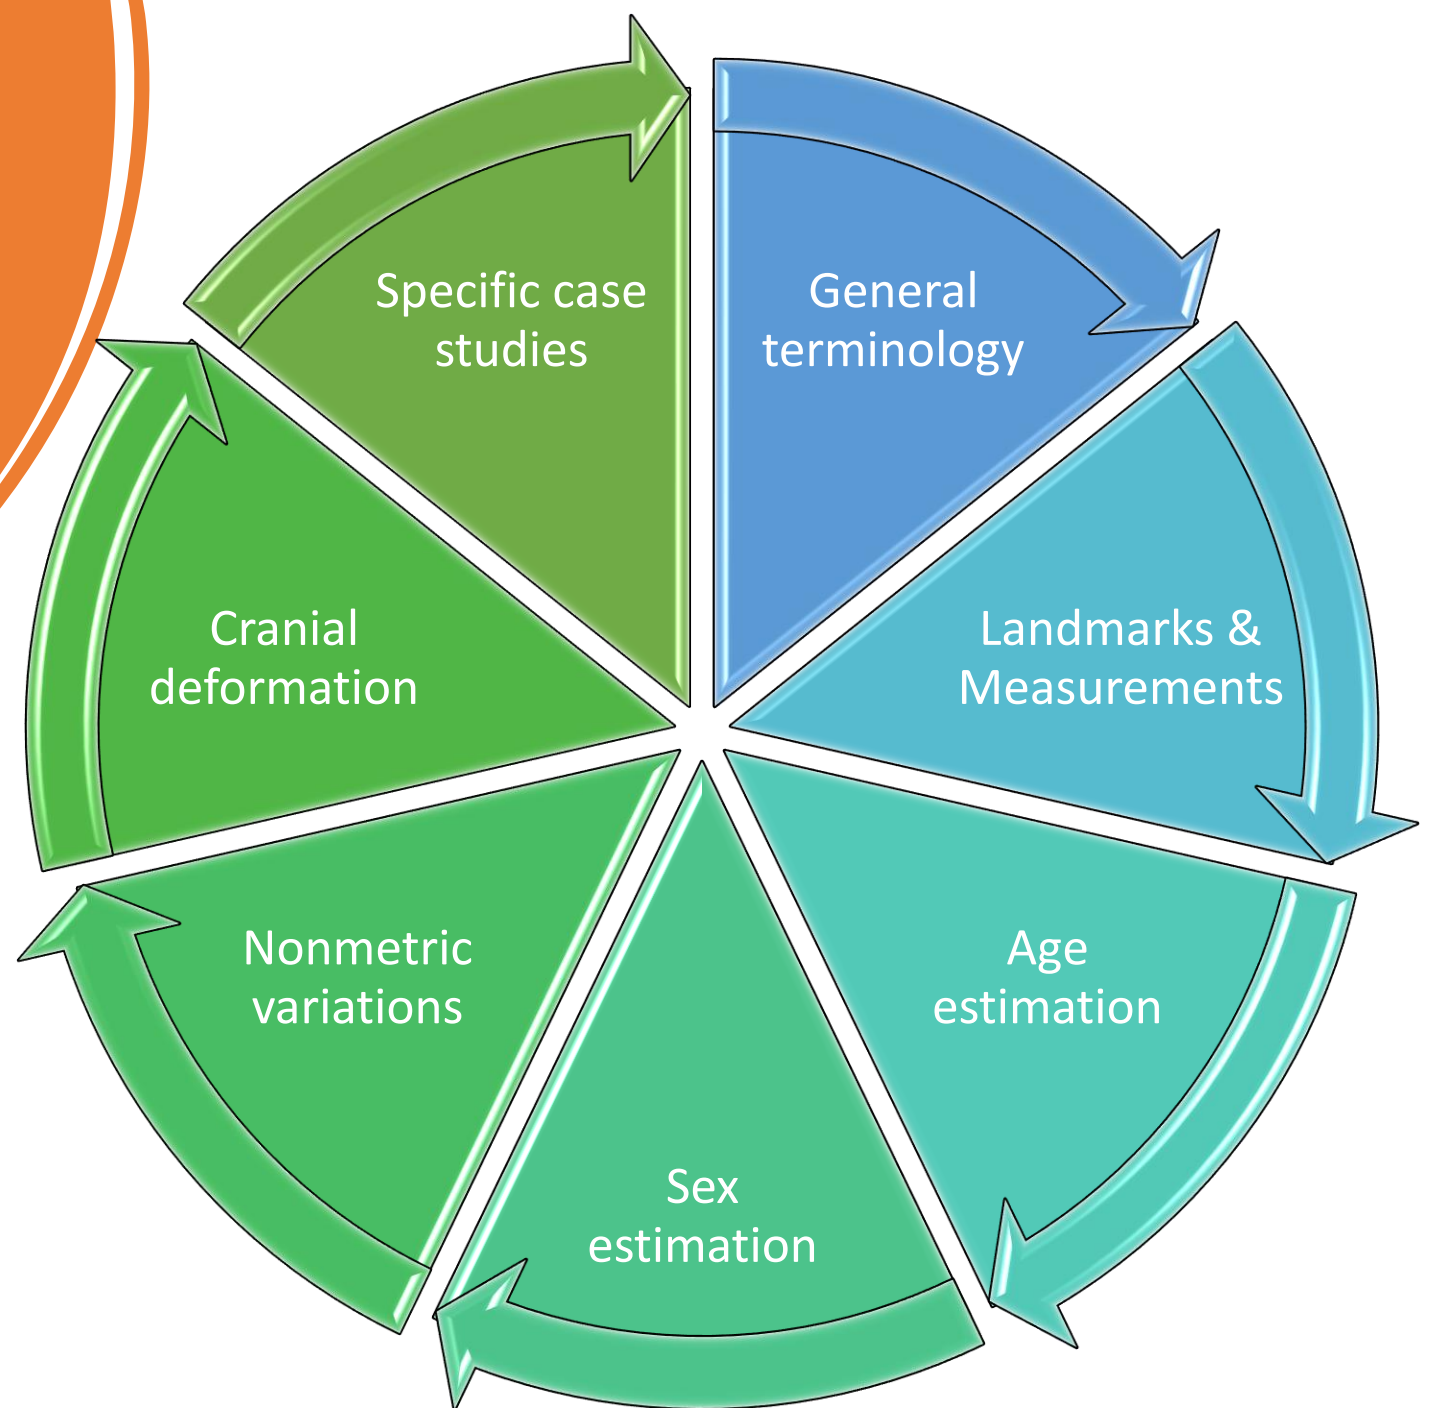 General
terminology
Landmarks &
Measurements
Age
estimation
Sex
estimation
Nonmetric
variations
Cranial
deformation
Specific case
studies